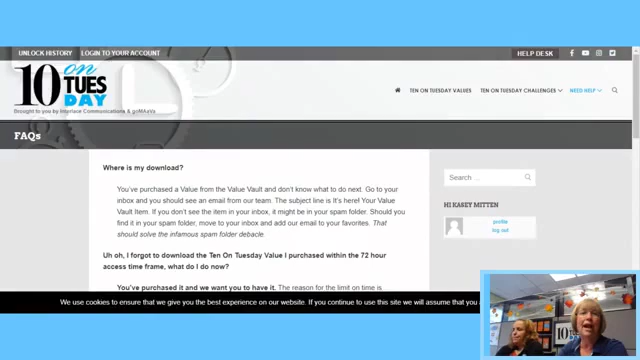 UNLOCK HISTORY LOGIN TO YOUR ACCOUNT HELP DESK
10 on
TUES
DAY
Brought to you by Interlace Communications & goMAsVa
TEN ON TUESDAY VALUES TEN ON TUESDAY CHALLENGES NEED HELP
FAQs
Where is my download?
You've purchased a Value from the Value Vault and don't know what to do next. Go to your
inbox and you should see an email from our team. The subject line is It's here! Your Value
Vault Item. If you don't see the item in your inbox, it might be in your spam folder. Should you
find it in your spam folder, move to your inbox and add our email to your favorites. That
should solve the infamous spam folder debacle.
Uh oh, I forgot to download the Ten On Tuesday Value I purchased within the 72 hour
access time frame, what do I do now?
You've purchased it and we want you to have it. The reason for the limit on time is
Search ...
HI KASEY MITTEN
profile
log out
We use cookies to ensure that we give you the best experience on our website. If you continue to use this site we will assume that you
10